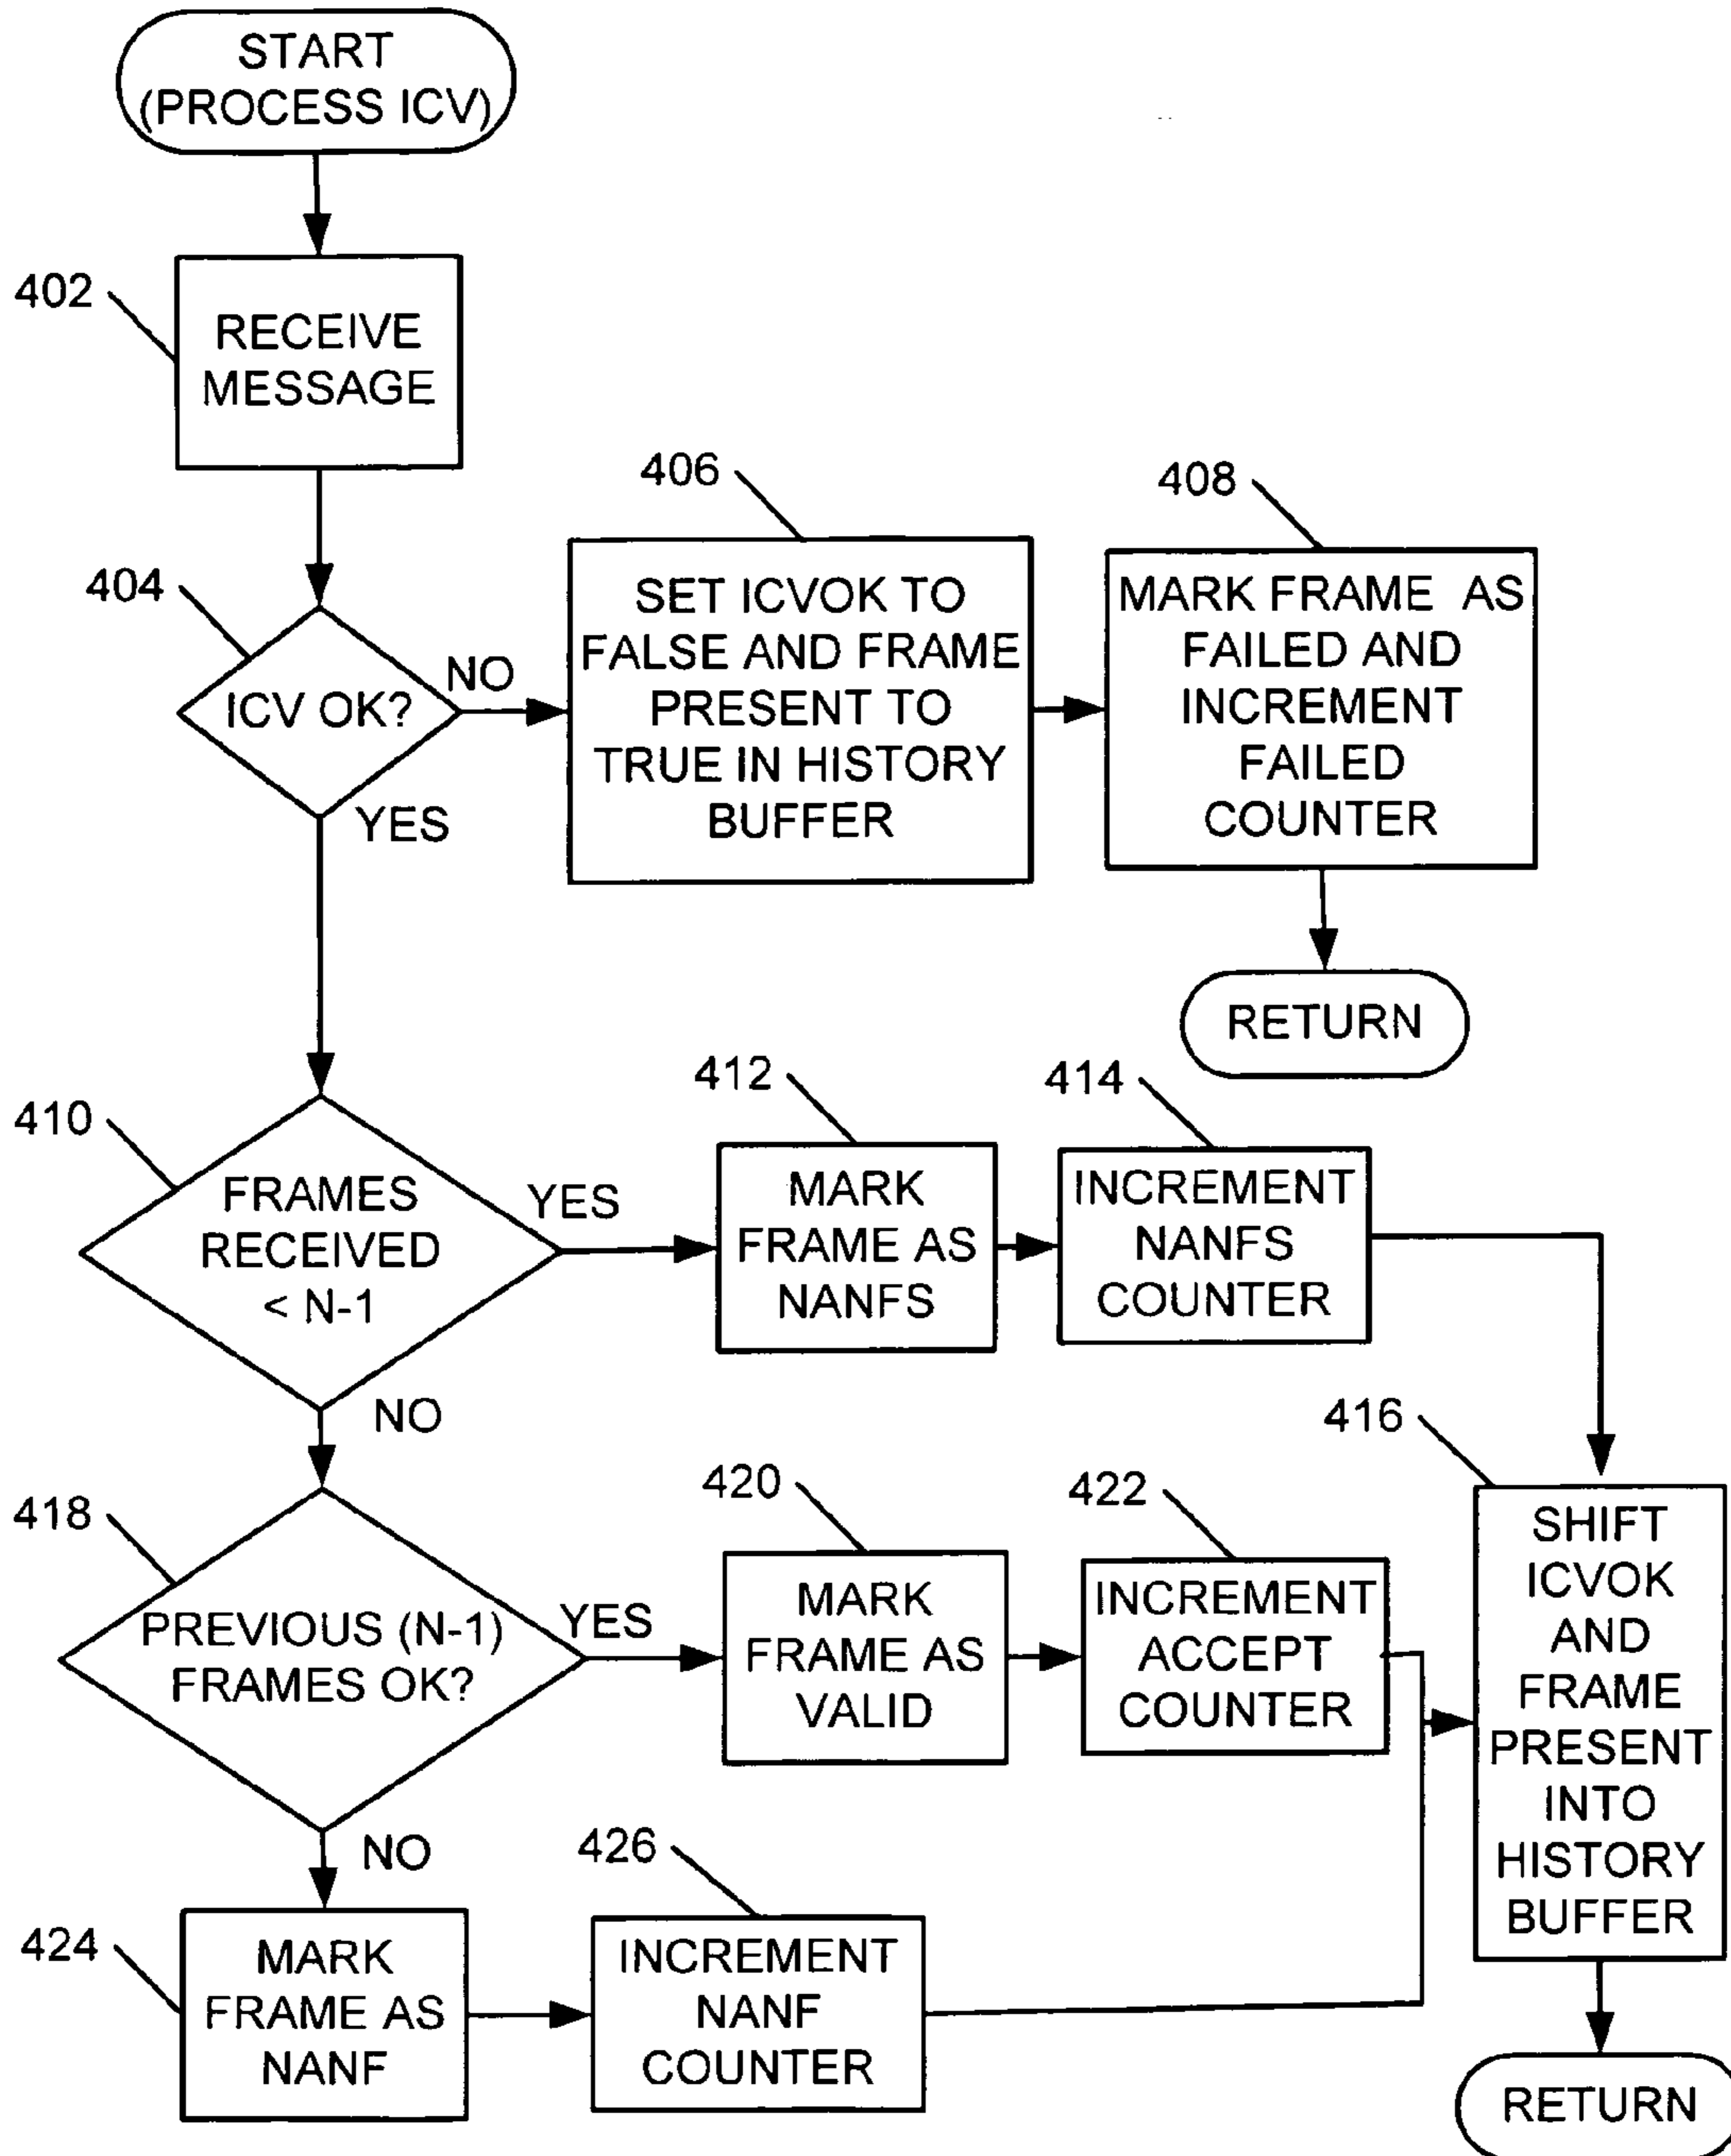 START
(PROCESS ICV)
402
RECEIVE
MESSAGE
404
ICV OK?
NO
YES
406
SET ICVOK TO
FALSE AND FRAME
PRESENT TO
TRUE IN HISTORY
BUFFER
408
MARK FRAME AS
FAILED AND
INCREMENT
FAILED
COUNTER
RETURN
410
FRAMES
RECEIVED
< N-1
YES
NO
412
MARK
FRAME AS
NANFS
414
INCREMENT
NANFS
COUNTER
416
SHIFT
ICVOK
AND
FRAME
PRESENT
INTO
HISTORY
BUFFER
418
PREVIOUS (N-1)
FRAMES OK?
YES
NO
420
MARK
FRAME AS
VALID
422
INCREMENT
ACCEPT
COUNTER
424
MARK
FRAME AS
NANF
426
INCREMENT
NANF
COUNTER
RETURN